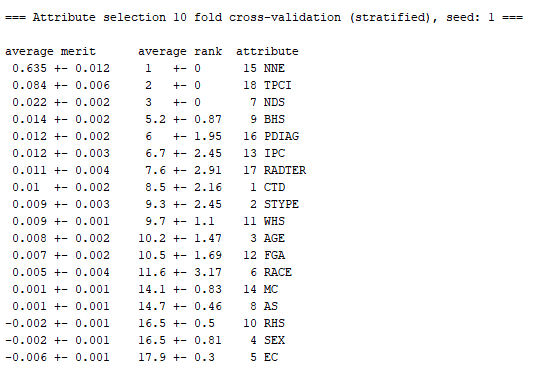 === Attribute selection 10 fold cross-validation (stratified), seed: 1 ===
average merit average rank attribute
0.635 +- 0.012 1 +- 0 15 NNE
0.084 +- 0.006 2 +- 0 18 TPCI
0.022 +- 0.002 3 +- 0 7 NDS
0.014 +- 0.002 5.2 +- 0.87 9 BHS
0.012 +- 0.002 6 +- 1.95 16 PDIAG
0.012 +- 0.003 6.7 +- 2.45 13 IPC
0.011 +- 0.004 7.6 +- 2.91 17 RADTER
0.01 +- 0.002 8.5 +- 2.16 1 CTD
0.009 +- 0.003 9.3 +- 2.45 2 STYPE
0.009 +- 0.001 9.7 +- 1.1 11 WHS
0.008 +- 0.002 10.2 +- 1.47 3 AGE
0.007 +- 0.002 10.5 +- 1.69 12 FGA
0.005 +- 0.004 11.6 +- 3.17 6 RACE
0.001 +- 0.001 14.1 +- 0.83 14 MC
0.001 +- 0.001 14.7 +- 0.46 8 AS
-0.002 +- 0.001 16.5 +- 0.5 10 RHS
-0.002 +- 0.001 16.5 +- 0.81 4 SEX
-0.006 +- 0.001 17.9 +- 0.3 5 EC